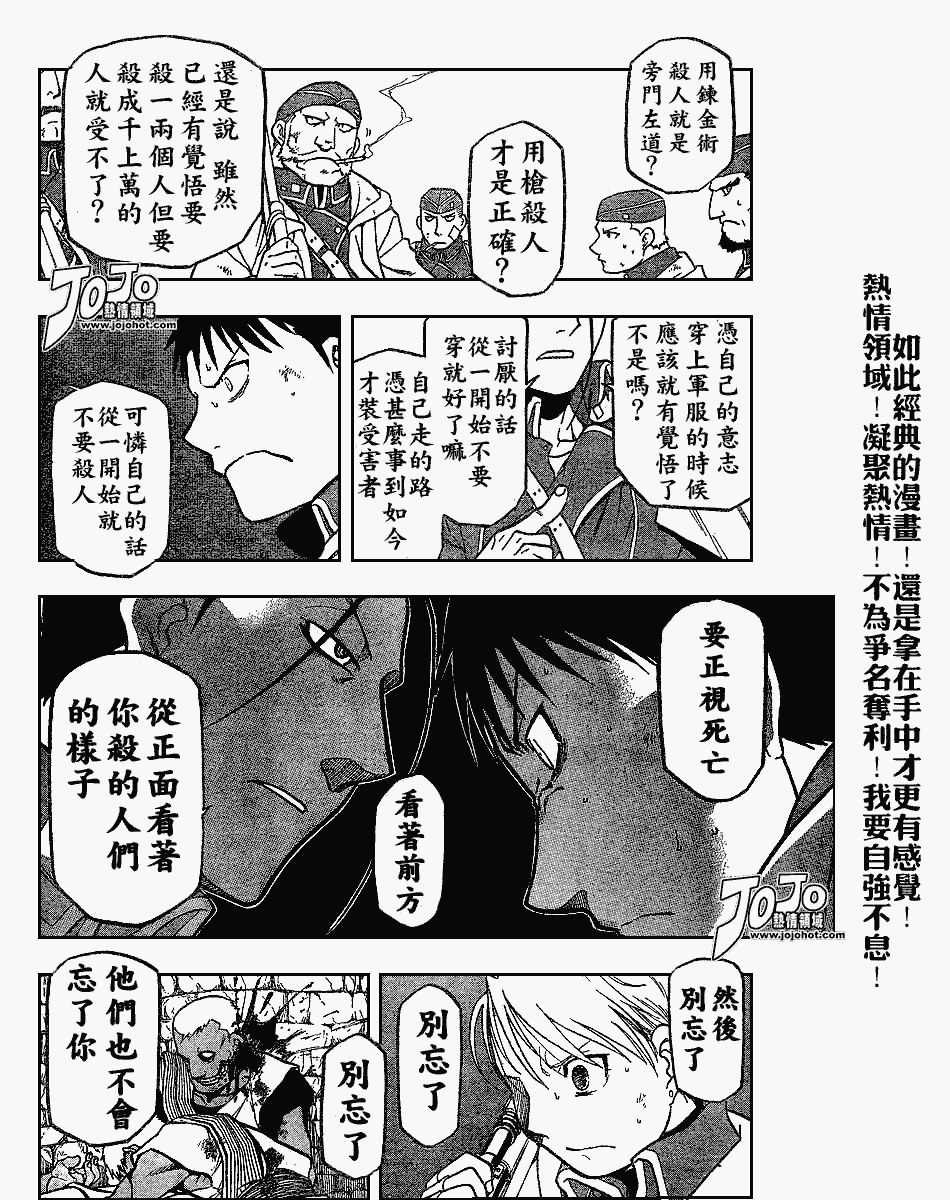 用鍊金術
殺人就是
旁門左道？
用槍殺人
才是正確？
還是說 雖然
已經有覺悟要
殺一兩個人但要
殺成千上萬的
人就受不了？
JOJO
熱情領域
www.jojohot.com
憑自己的意志
穿上軍服的時候
應該就有覺悟了
不是嗎？
討厭的話
從一開始不要
穿就好了嘛
自己走的路
憑甚麼事到如今
才裝受害者
可憐自己的話
從一開始就
不要殺人
要正視死亡
看著前方
從正面看著
你殺的人們
的樣子
JOJO
熱情領域
www.jojohot.com
然後
別忘了
別忘了
別忘了
他們也不會
忘了你
如此經典的漫畫！還是拿在手中才更有感覺！
熱情領域！凝聚熱情！不為爭名奪利！我要自強不息！